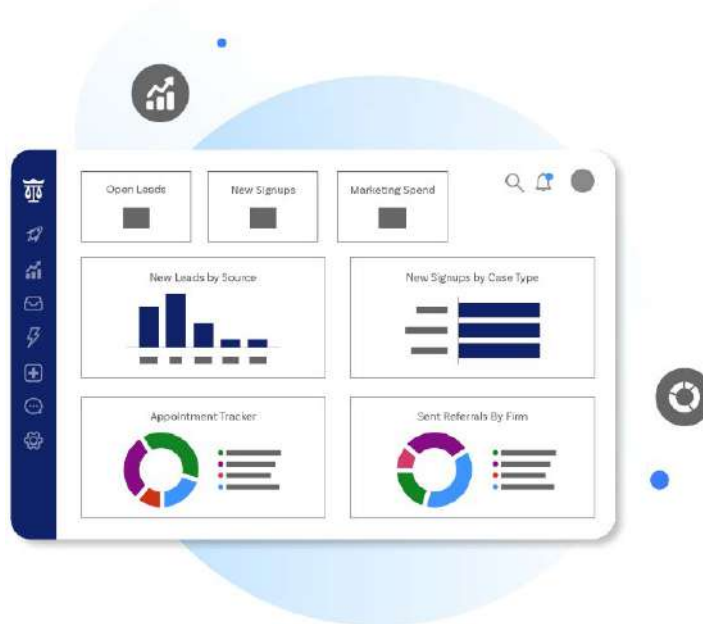 Open Leads
New Signups
Marketing Spend
New Leads by Source
New Signups by Case Type
Appointment Tracker
Sent Referrals By Firm